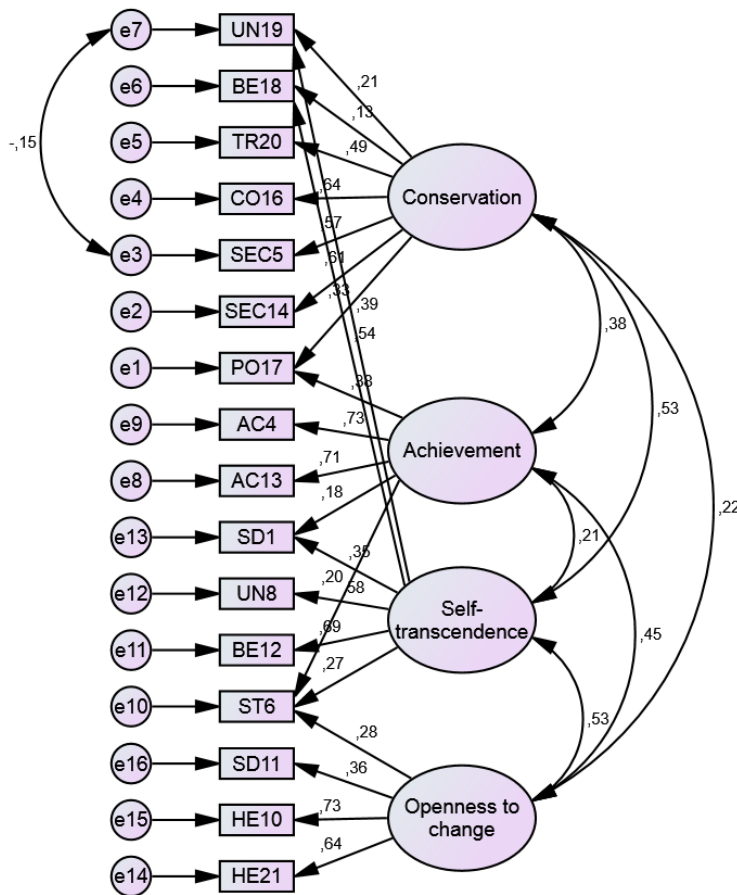 e7
UN19
,21
e6
BE18
,13
e5
TR20
,49
-,15
e4
CO16
,64
Conservation
,57
e3
SEC5
,61
e2
SEC14
,33
,39
,38
,54
e1
PO17
,38
,53
e9
AC4
,73
Achievement
e8
AC13
,71
,22
,18
e13
SD1
,35
,21
e12
UN8
,20
,58
Self-
transcendence
e11
BE12
,69
,45
,27
e10
ST6
,53
,28
e16
SD11
,36
e15
HE10
,73
Openness to
change
e14
HE21
,64